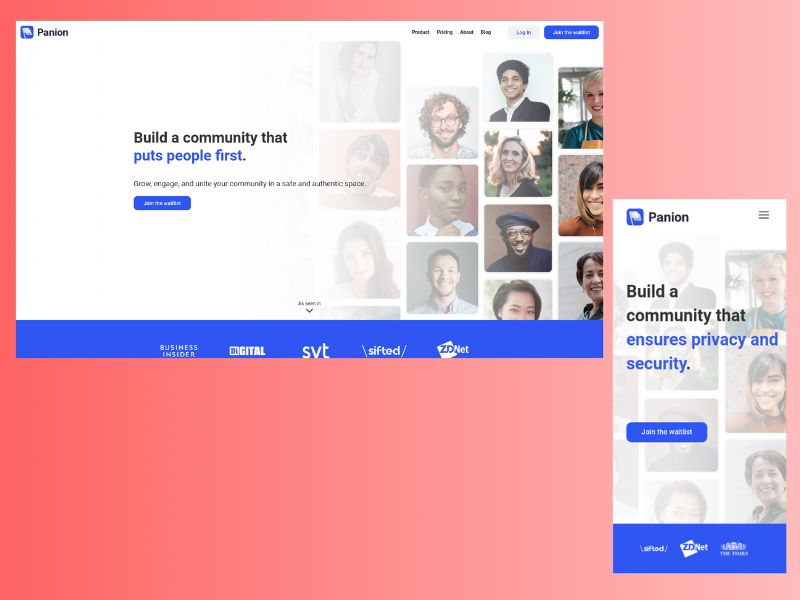 Panion
Product Pricing About Blog Log In Join the waitlist
Build a community that
puts people first.
Grow, engage, and unite your community in a safe and authentic space.
Join the waitlist
As seen in
BUSINESS
INSIDER
DIGITAL
svt
\sifted/
ZDNet
Panion
Build a
community that
ensures privacy and
security.
Join the waitlist
\sifted/
ZDNet
THE TIMES